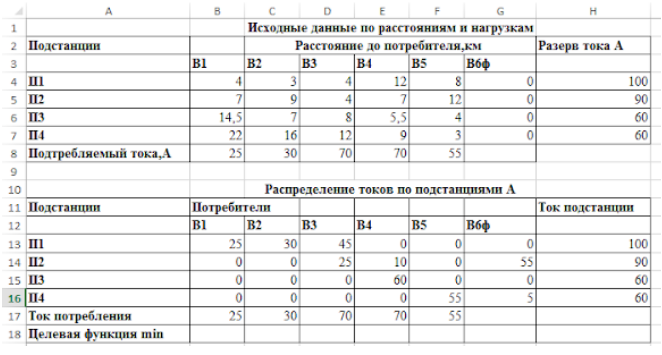 A B C D E F G H
1 Исходные данные по расстояниям и нагрузкам
2 Подстанции Расстояние до потребителя,км Разерв тока А
3 В1 В2 В3 В4 В5 В6ф
4 П1 4 3 4 12 8 0 100
5 П2 7 9 4 7 12 0 90
6 П3 14,5 7 8 5,5 4 0 60
7 П4 22 16 12 9 3 0 60
8 Подтребляемый тока,А 25 30 70 70 55
9
10 Распределение токов по подстанциями А
11 Подстанции Потребители Ток подстанции
12 В1 В2 В3 В4 В5 В6ф
13 П1 25 30 45 0 0 0 100
14 П2 0 0 25 10 0 55 90
15 П3 0 0 0 60 0 0 60
16 П4 0 0 0 0 55 5 60
17 Ток потребления 25 30 70 70 55
18 Целевая функция min